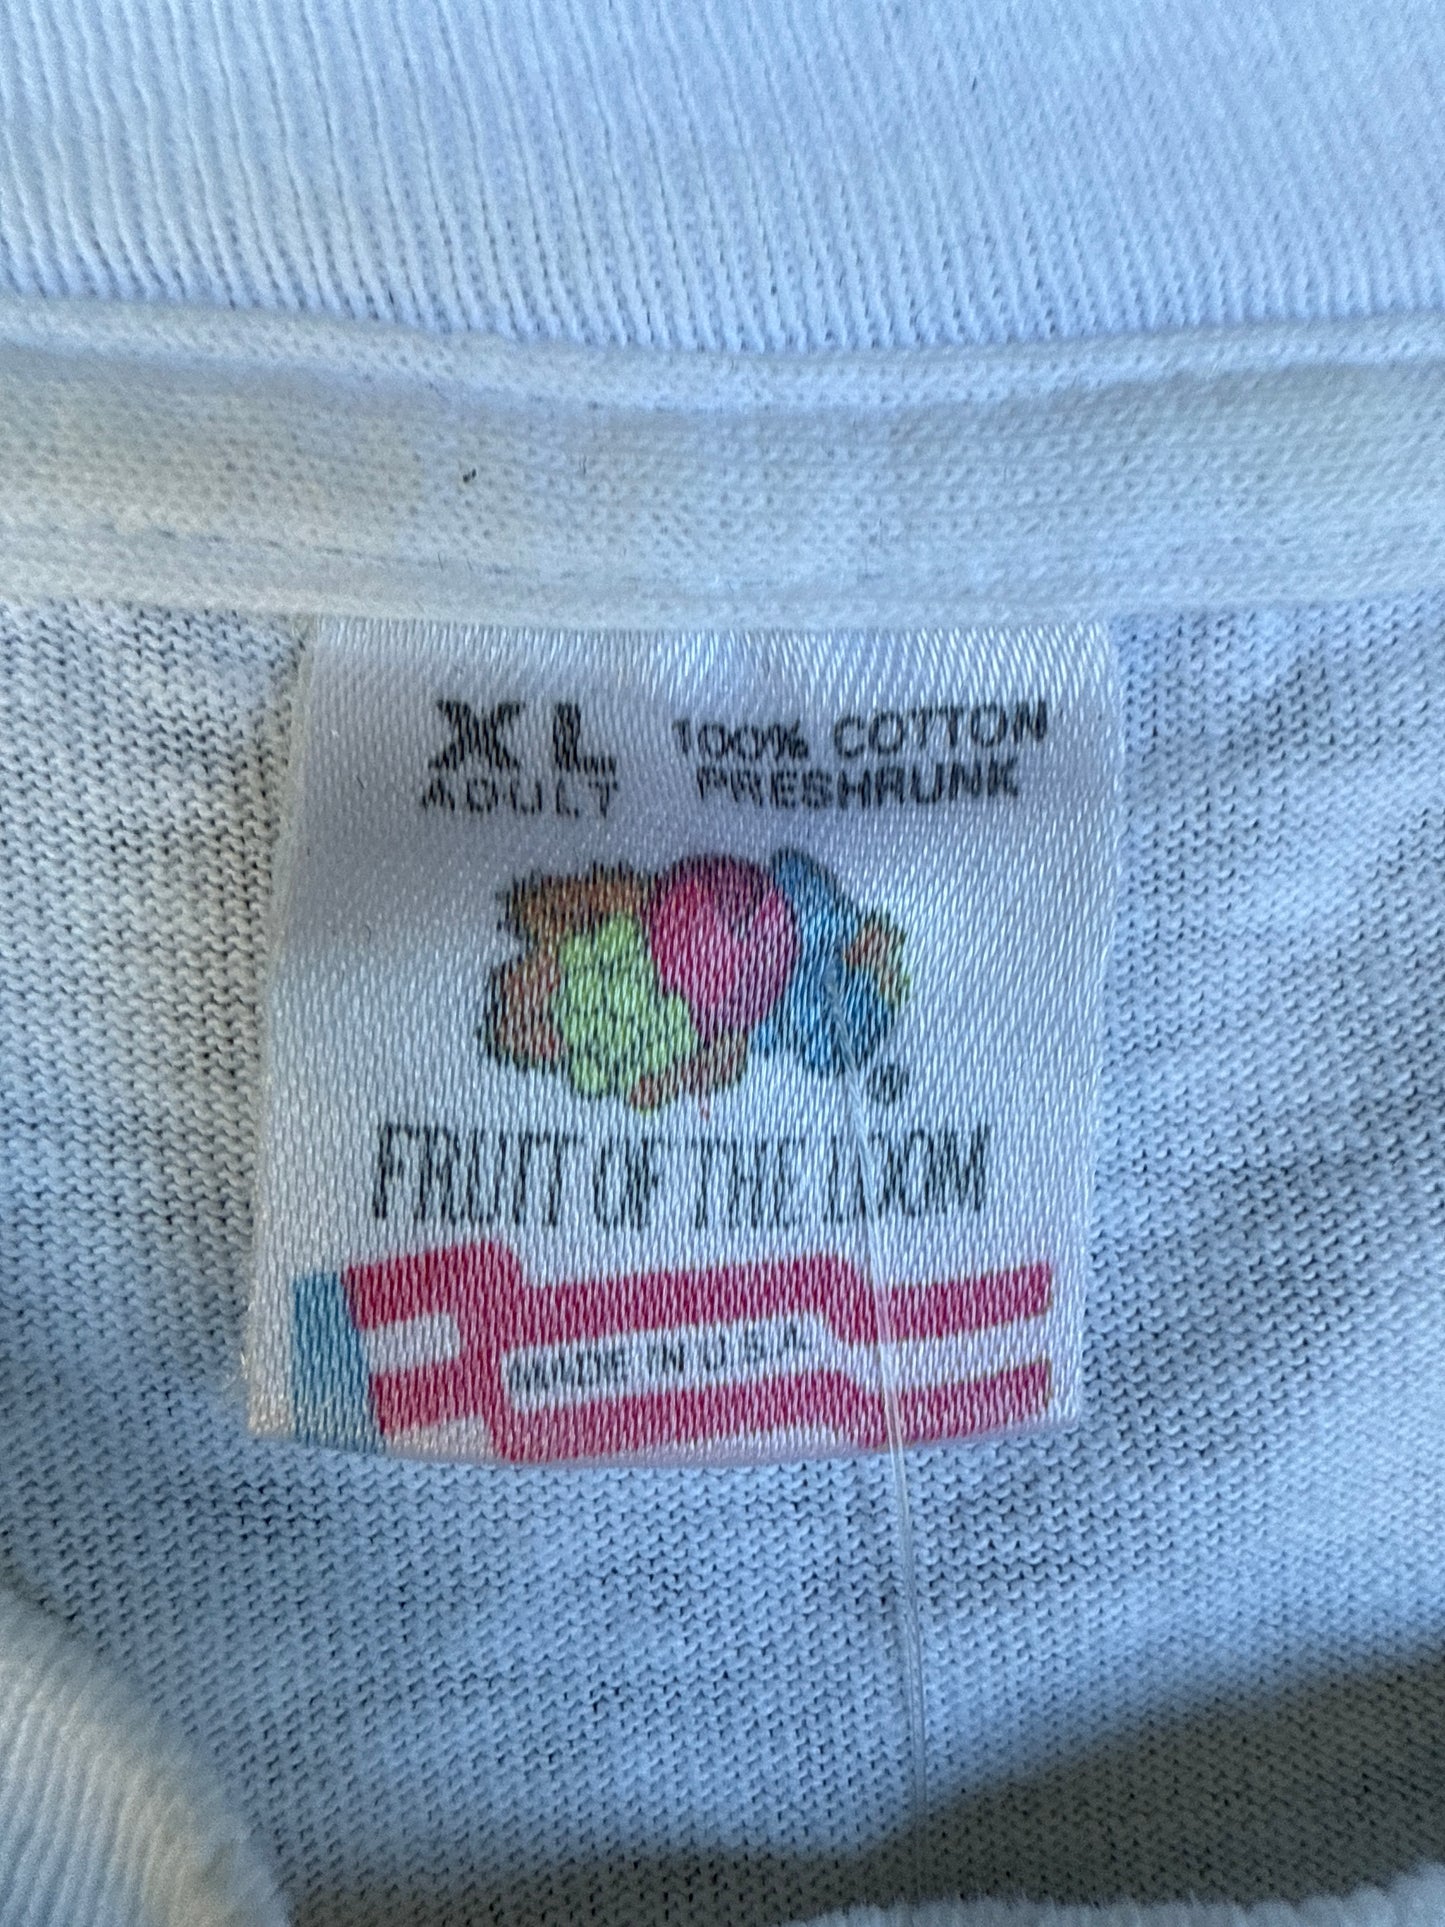 XL
ADULT
100% COTTON
PRESHRUNK
®
FRUIT OF THE LOOM
MADE IN U.S.A.